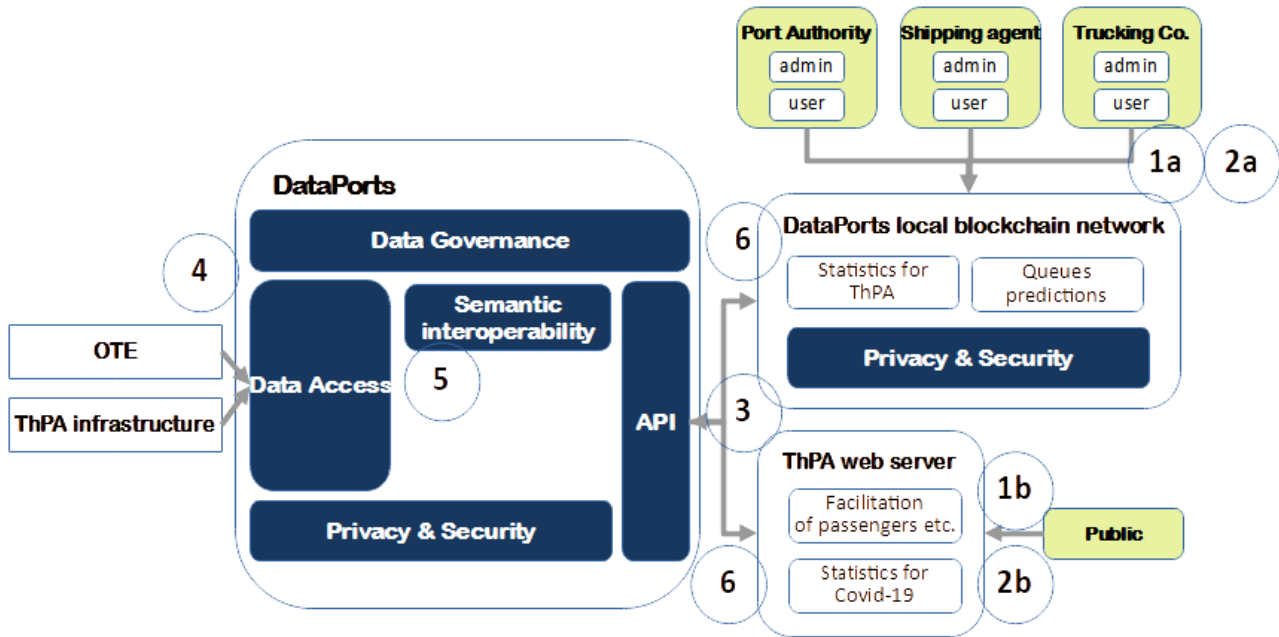 Port Authority
admin
user
Shipping agent
admin
user
Trucking Co.
admin
user
1a
2a
DataPorts
Data Governance
4
Semantic
interoperability
Data Access
5
API
Privacy & Security
OTE
ThPA infrastructure
6
DataPorts local blockchain network
Statistics for
ThPA
Queues
predictions
Privacy & Security
3
ThPA web server
Facilitation
of passengers etc.
Statistics for
Covid-19
6
1b
Public
2b